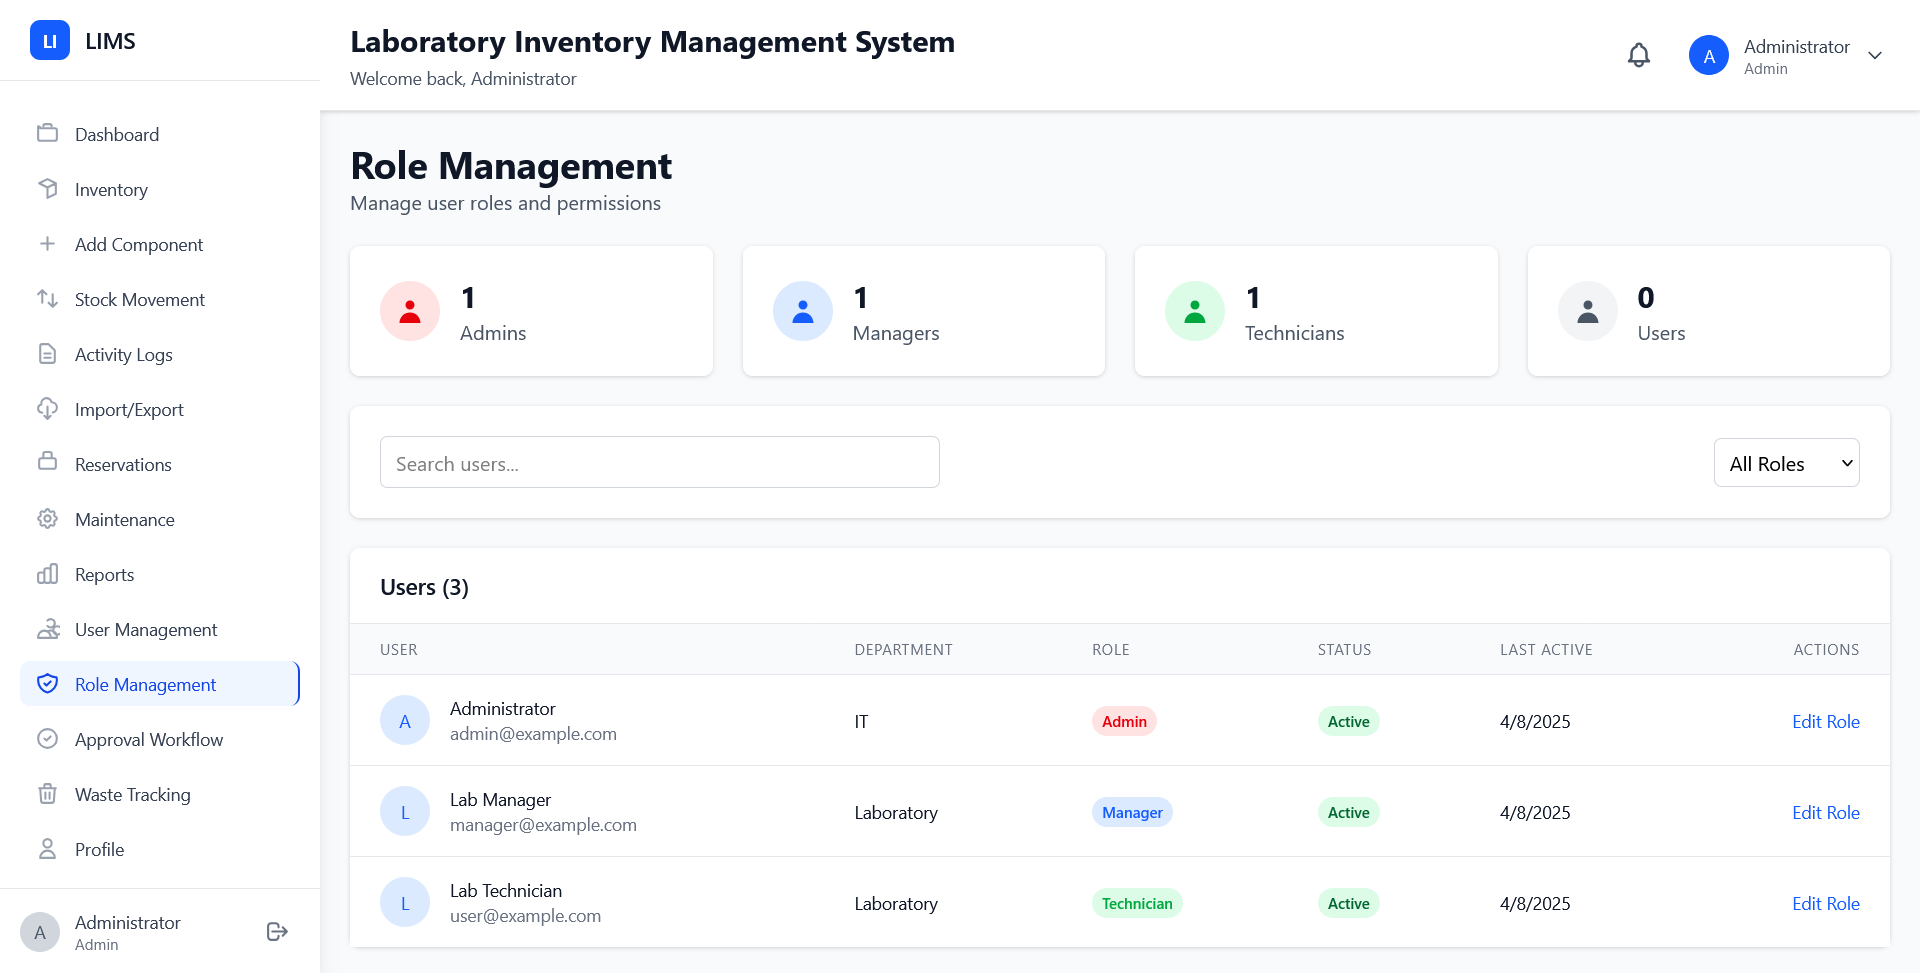 LI
LIMS
Dashboard
Inventory
Add Component
Stock Movement
Activity Logs
Import/Export
Reservations
Maintenance
Reports
User Management
Role Management
Approval Workflow
Waste Tracking
Profile
A
Administrator
Admin
Laboratory Inventory Management System
Welcome back, Administrator
A
Administrator
Admin
Role Management
Manage user roles and permissions
1
Admins
1
Managers
1
Technicians
0
Users
Search users...
All Roles
Users (3)
USER DEPARTMENT ROLE STATUS LAST ACTIVE ACTIONS
A
Administrator
admin@example.com
IT
Admin
Active
4/8/2025
Edit Role
L
Lab Manager
manager@example.com
Laboratory
Manager
Active
4/8/2025
Edit Role
L
Lab Technician
user@example.com
Laboratory
Technician
Active
4/8/2025
Edit Role